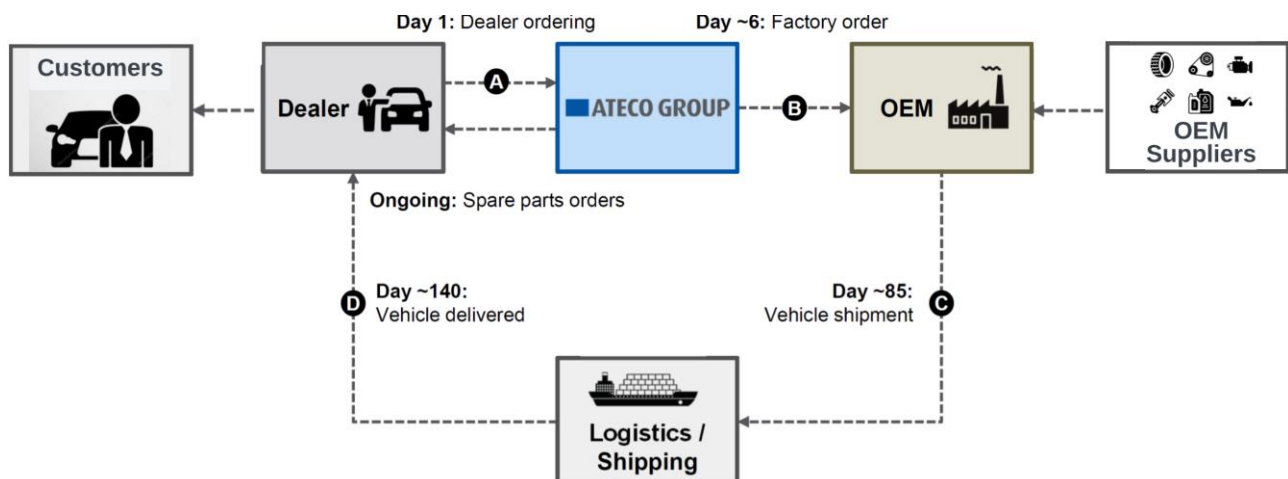 Day 1: Dealer ordering
Day ~6: Factory order
Customers
Dealer
A
ATECO GROUP
B
OEM
OEM
Suppliers
Ongoing: Spare parts orders
D
Day ~140:
Vehicle delivered
Day ~85:
Vehicle shipment
C
Logistics /
Shipping